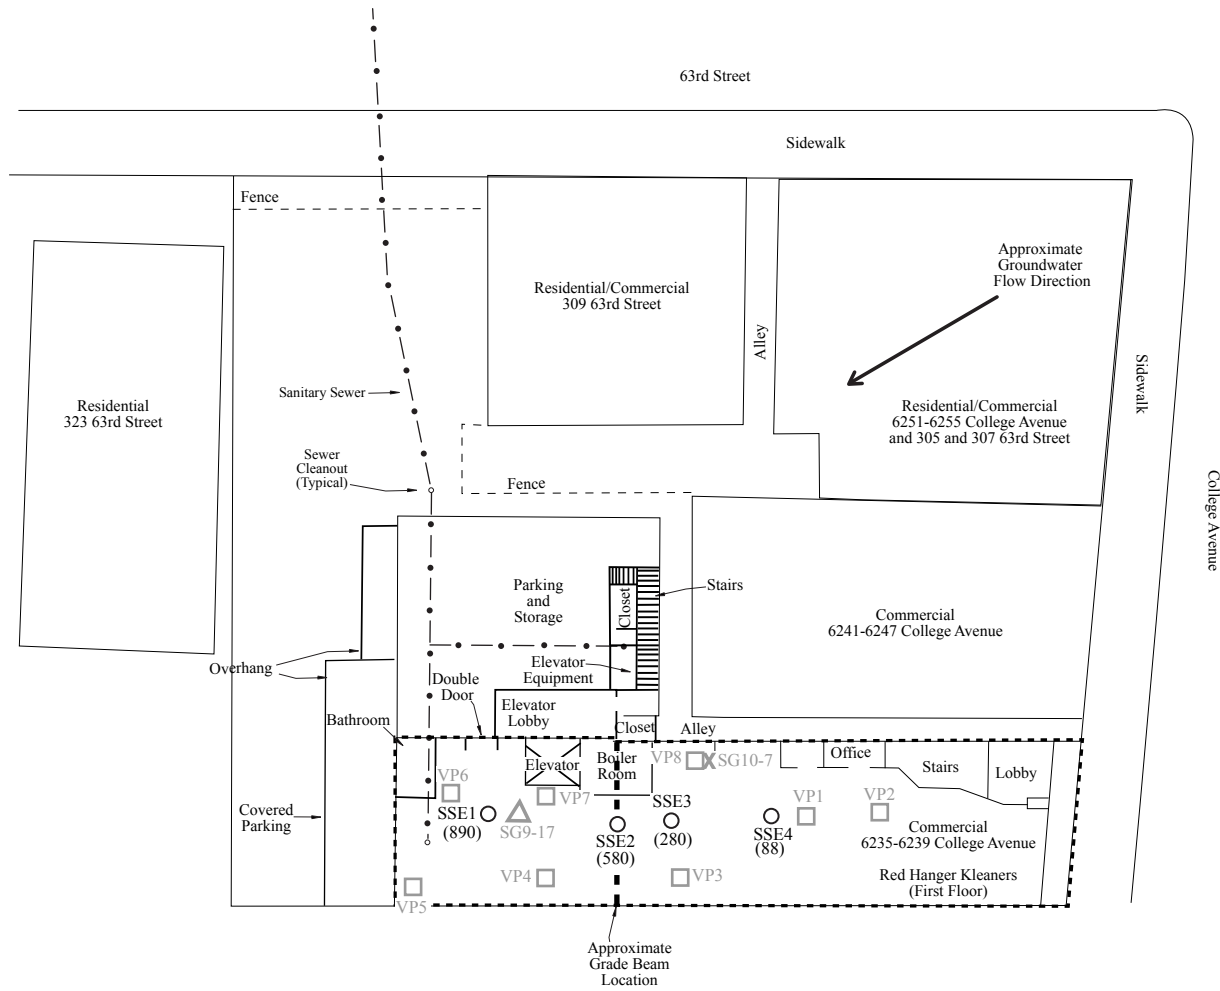 63rd Street
Sidewalk
Fence
Approximate
Groundwater
Flow Direction
Residential/Commercial
309 63rd Street
Alley
Sidewalk
Sanitary Sewer
Residential
323 63rd Street
Residential/Commercial
6251-6255 College Avenue
and 305 and 307 63rd Street
Sewer
Cleanout
(Typical)
Fence
College Avenue
Parking
and
Storage
Closet
Stairs
Commercial
6241-6247 College Avenue
Overhang
Elevator
Equipment
Double
Door
Elevator
Lobby
Bathroom
Closet
Alley
Elevator
Boiler
Room
VP8
SG10-7
Office
Stairs
Lobby
VP6
VP7
SSE3
(280)
VP1
VP2
Covered
Parking
SSE1
(890)
SG9-17
SSE2
(580)
SSE4
(88)
Commercial
6235-6239 College Avenue
VP4
VP3
Red Hanger Kleaners
(First Floor)
VP5
Approximate
Grade Beam
Location